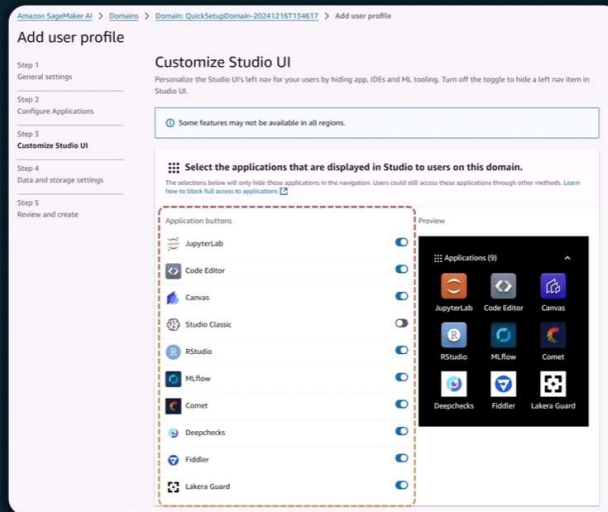 Amazon SageMaker AI > Domains > Domain: QuickSetupDomain-20241216T134617 > Add user profile
Add user profile
Step 1
General settings
Step 2
Configure Applications
Step 3
Customize Studio UI
Step 4
Data and storage settings
Step 5
Review and create
Customize Studio UI
Personalize the Studio UI's left nav for your users by hiding app, IDEs and ML tooling. Turn off the toggle to hide a left nav item in
Studio UI.
Some features may not be available in all regions.
Select the applications that are displayed in Studio to users on this domain.
The selections below will only hide those applications in the navigation. Users could still access these applications through other methods. Learn
how to block full access to applications
Application buttons
JupyterLab
Code Editor
Canvas
Studio Classic
RStudio
MLflow
Comet
Deepchecks
Fiddler
Lakera Guard
Preview
Applications (9)
JupyterLab Code Editor Canvas
RStudio MLflow Comet
Deepchecks Fiddler Lakera Guard